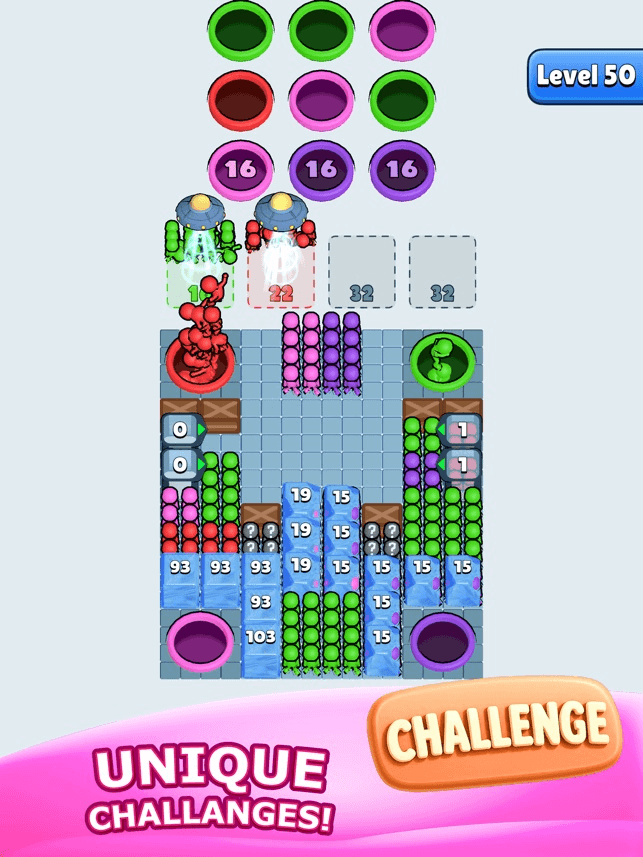 Level 50
16 16 16
22 32 32
0 1
0 1
19 15
19 15
? ? ? ?
? ? ? ?
93 93 93 19 15 15 15 15
93 15
103 15
CHALLENGE
UNIQUE
CHALLANGES!